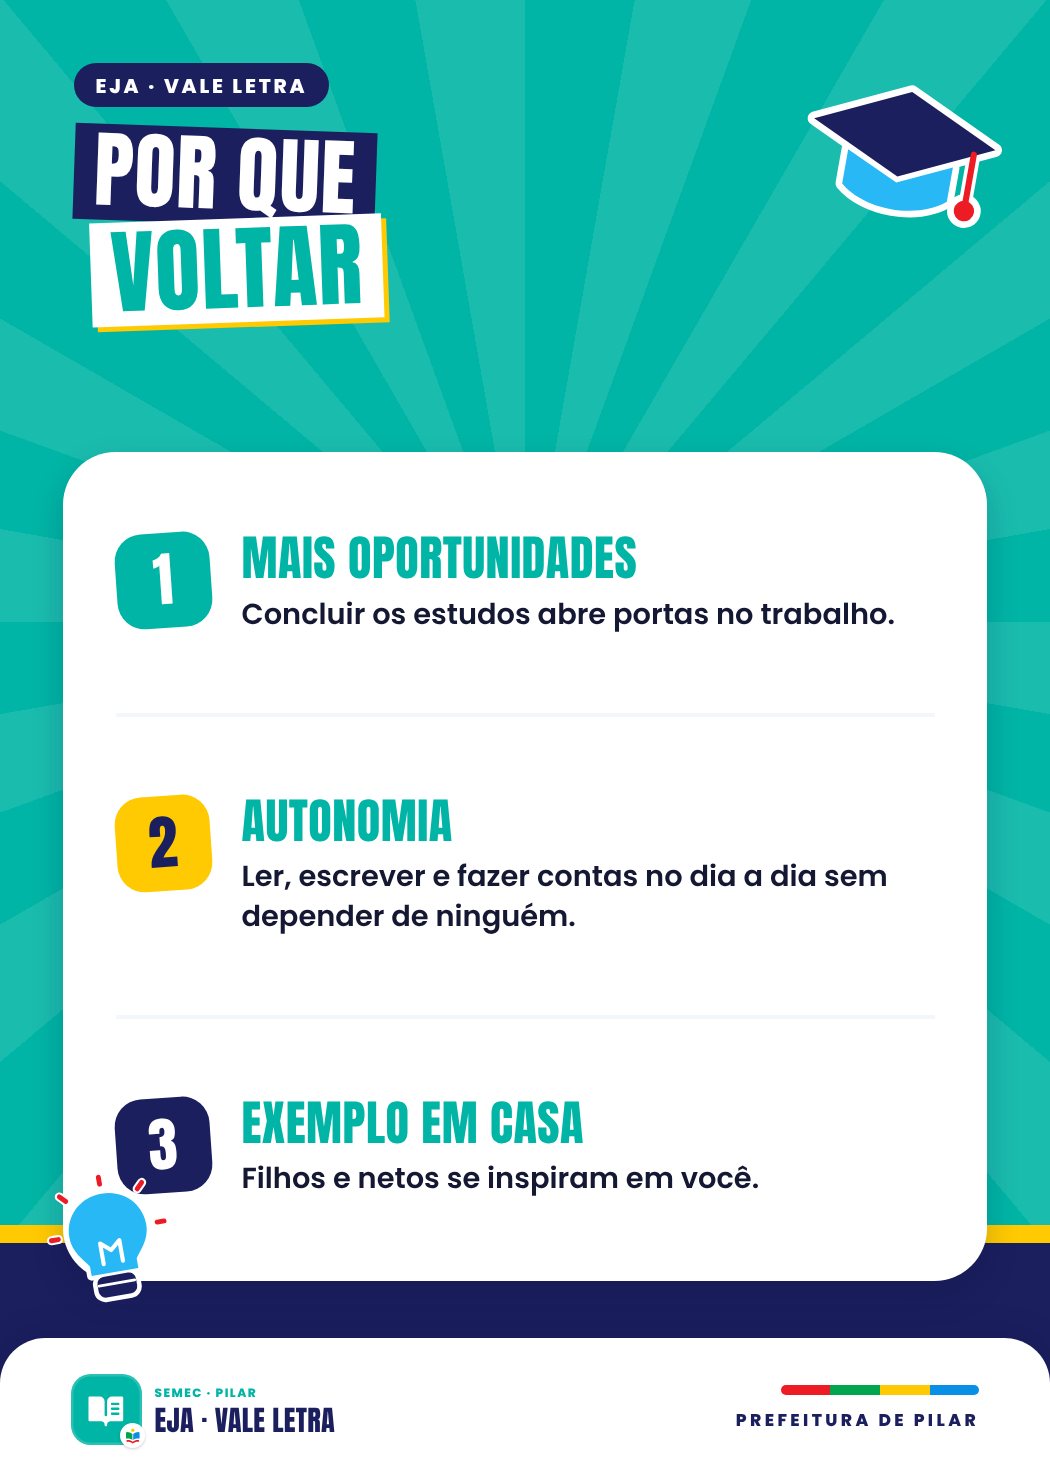 EJA · VALE LETRA
POR QUE
VOLTAR
1
MAIS OPORTUNIDADES
Concluir os estudos abre portas no trabalho.
2
AUTONOMIA
Ler, escrever e fazer contas no dia a dia sem
depender de ninguém.
3
EXEMPLO EM CASA
Filhos e netos se inspiram em você.
SEMEC · PILAR
EJA · VALE LETRA
PREFEITURA DE PILAR